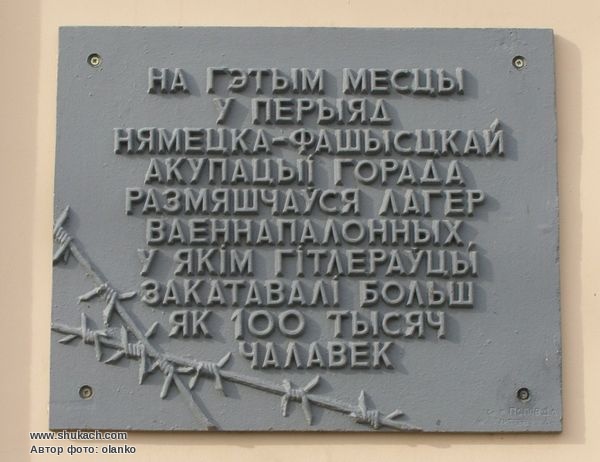 НА ГЭТЫМ МЕСЦЫ
У ПЕРЫЯД
НЯМЕЦКА-ФАШЫСЦКАЙ
АКУПАЦЫІ ГОРАДА
РАЗМЯШЧАЎСЯ ЛАГЕР
ВАЕННАПАЛОННЫХ,
У ЯКІМ ГІТЛЕРАЎЦЫ
ЗАКАТАВАЛІ БОЛЬШ
ЯК 100 ТЫСЯЧ
ЧАЛАВЕК
www.shukach.com
Автор фото: olanko